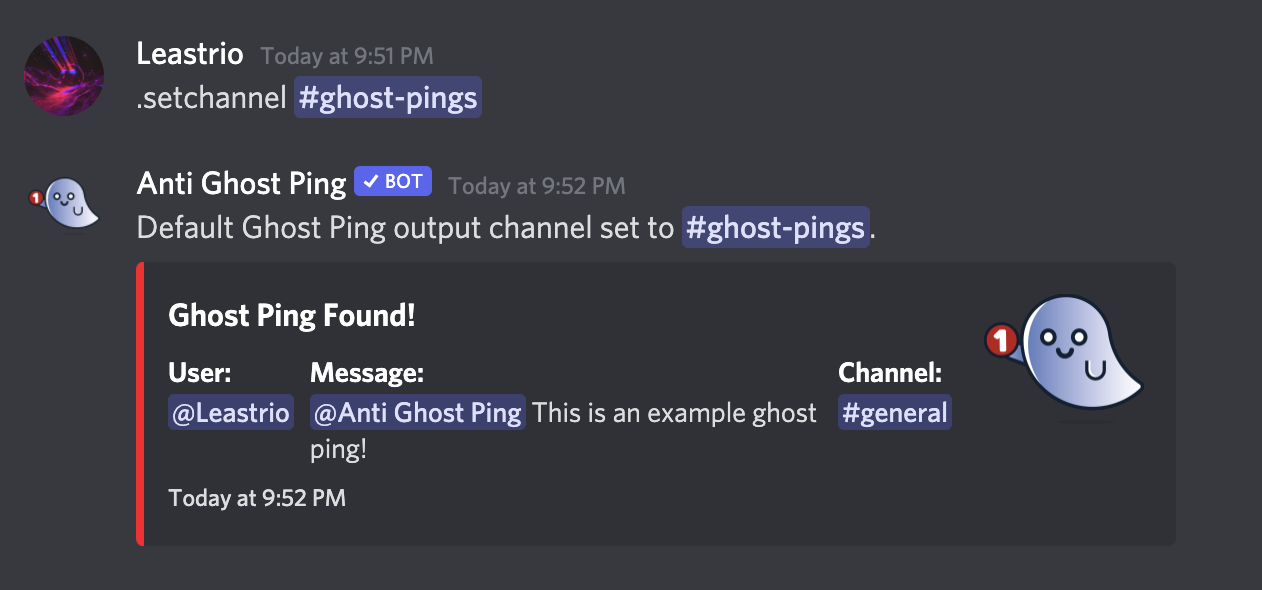 Leastrio Today at 9:51 PM
.setchannel #ghost-pings
Anti Ghost Ping ✓ BOT Today at 9:52 PM
1
Default Ghost Ping output channel set to #ghost-pings.
Ghost Ping Found!
1
User: Message: Channel:
@Leastrio @Anti Ghost Ping This is an example ghost #general
ping!
Today at 9:52 PM